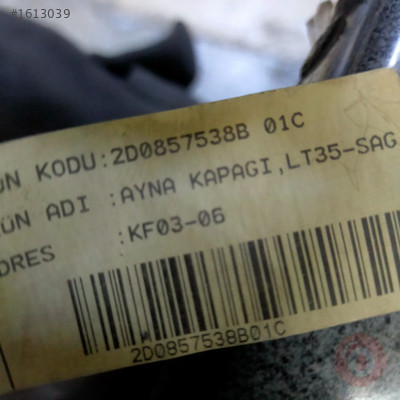 #1613039
ÜN KODU:2D0857538B 01C
ÜN ADI :AYNA KAPAGI,LT35-SAG
DRES :KF03-06
2D0857538B01C